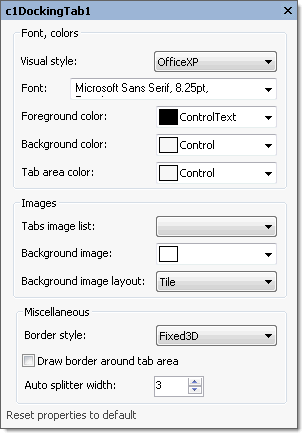 c1DockingTab1
Font, colors
Visual style: OfficeXP
Font: Microsoft Sans Serif, 8.25pt,
Foreground color: ControlText
Background color: Control
Tab area color: Control
Images
Tabs image list:
Background image:
Background image layout: Tile
Miscellaneous
Border style: Fixed3D
Draw border around tab area
Auto splitter width: 3
Reset properties to default